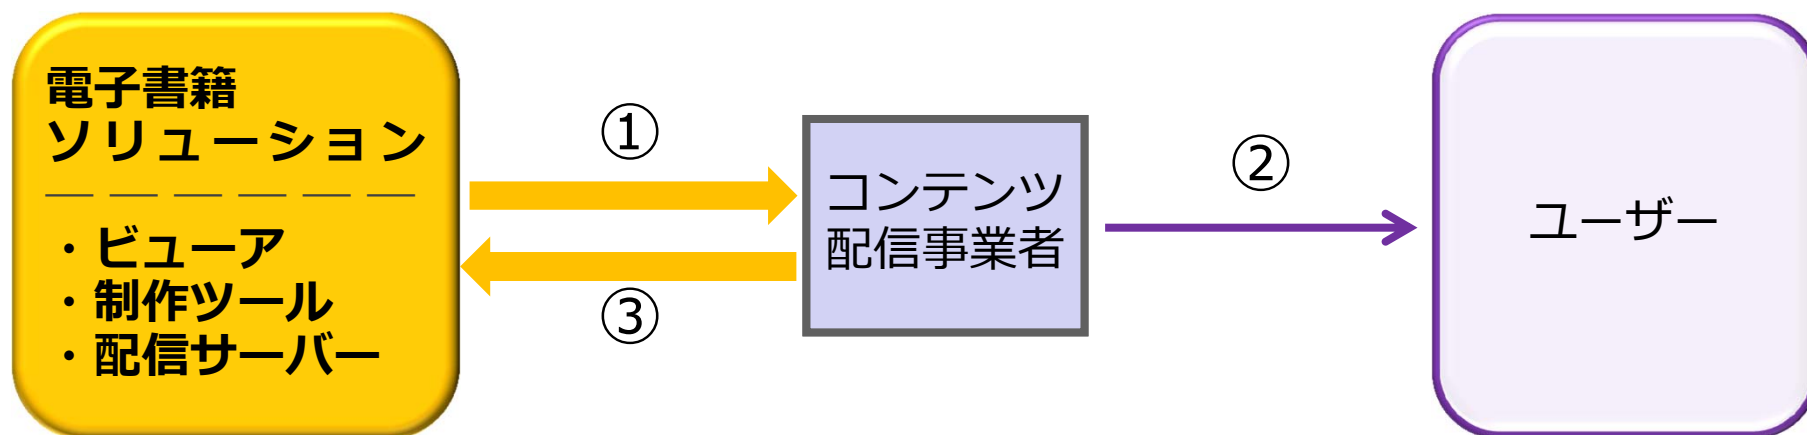 電子書籍
ソリューション
・ビューア
・制作ツール
・配信サーバー
①
③
コンテンツ
配信事業者
②
ユーザー